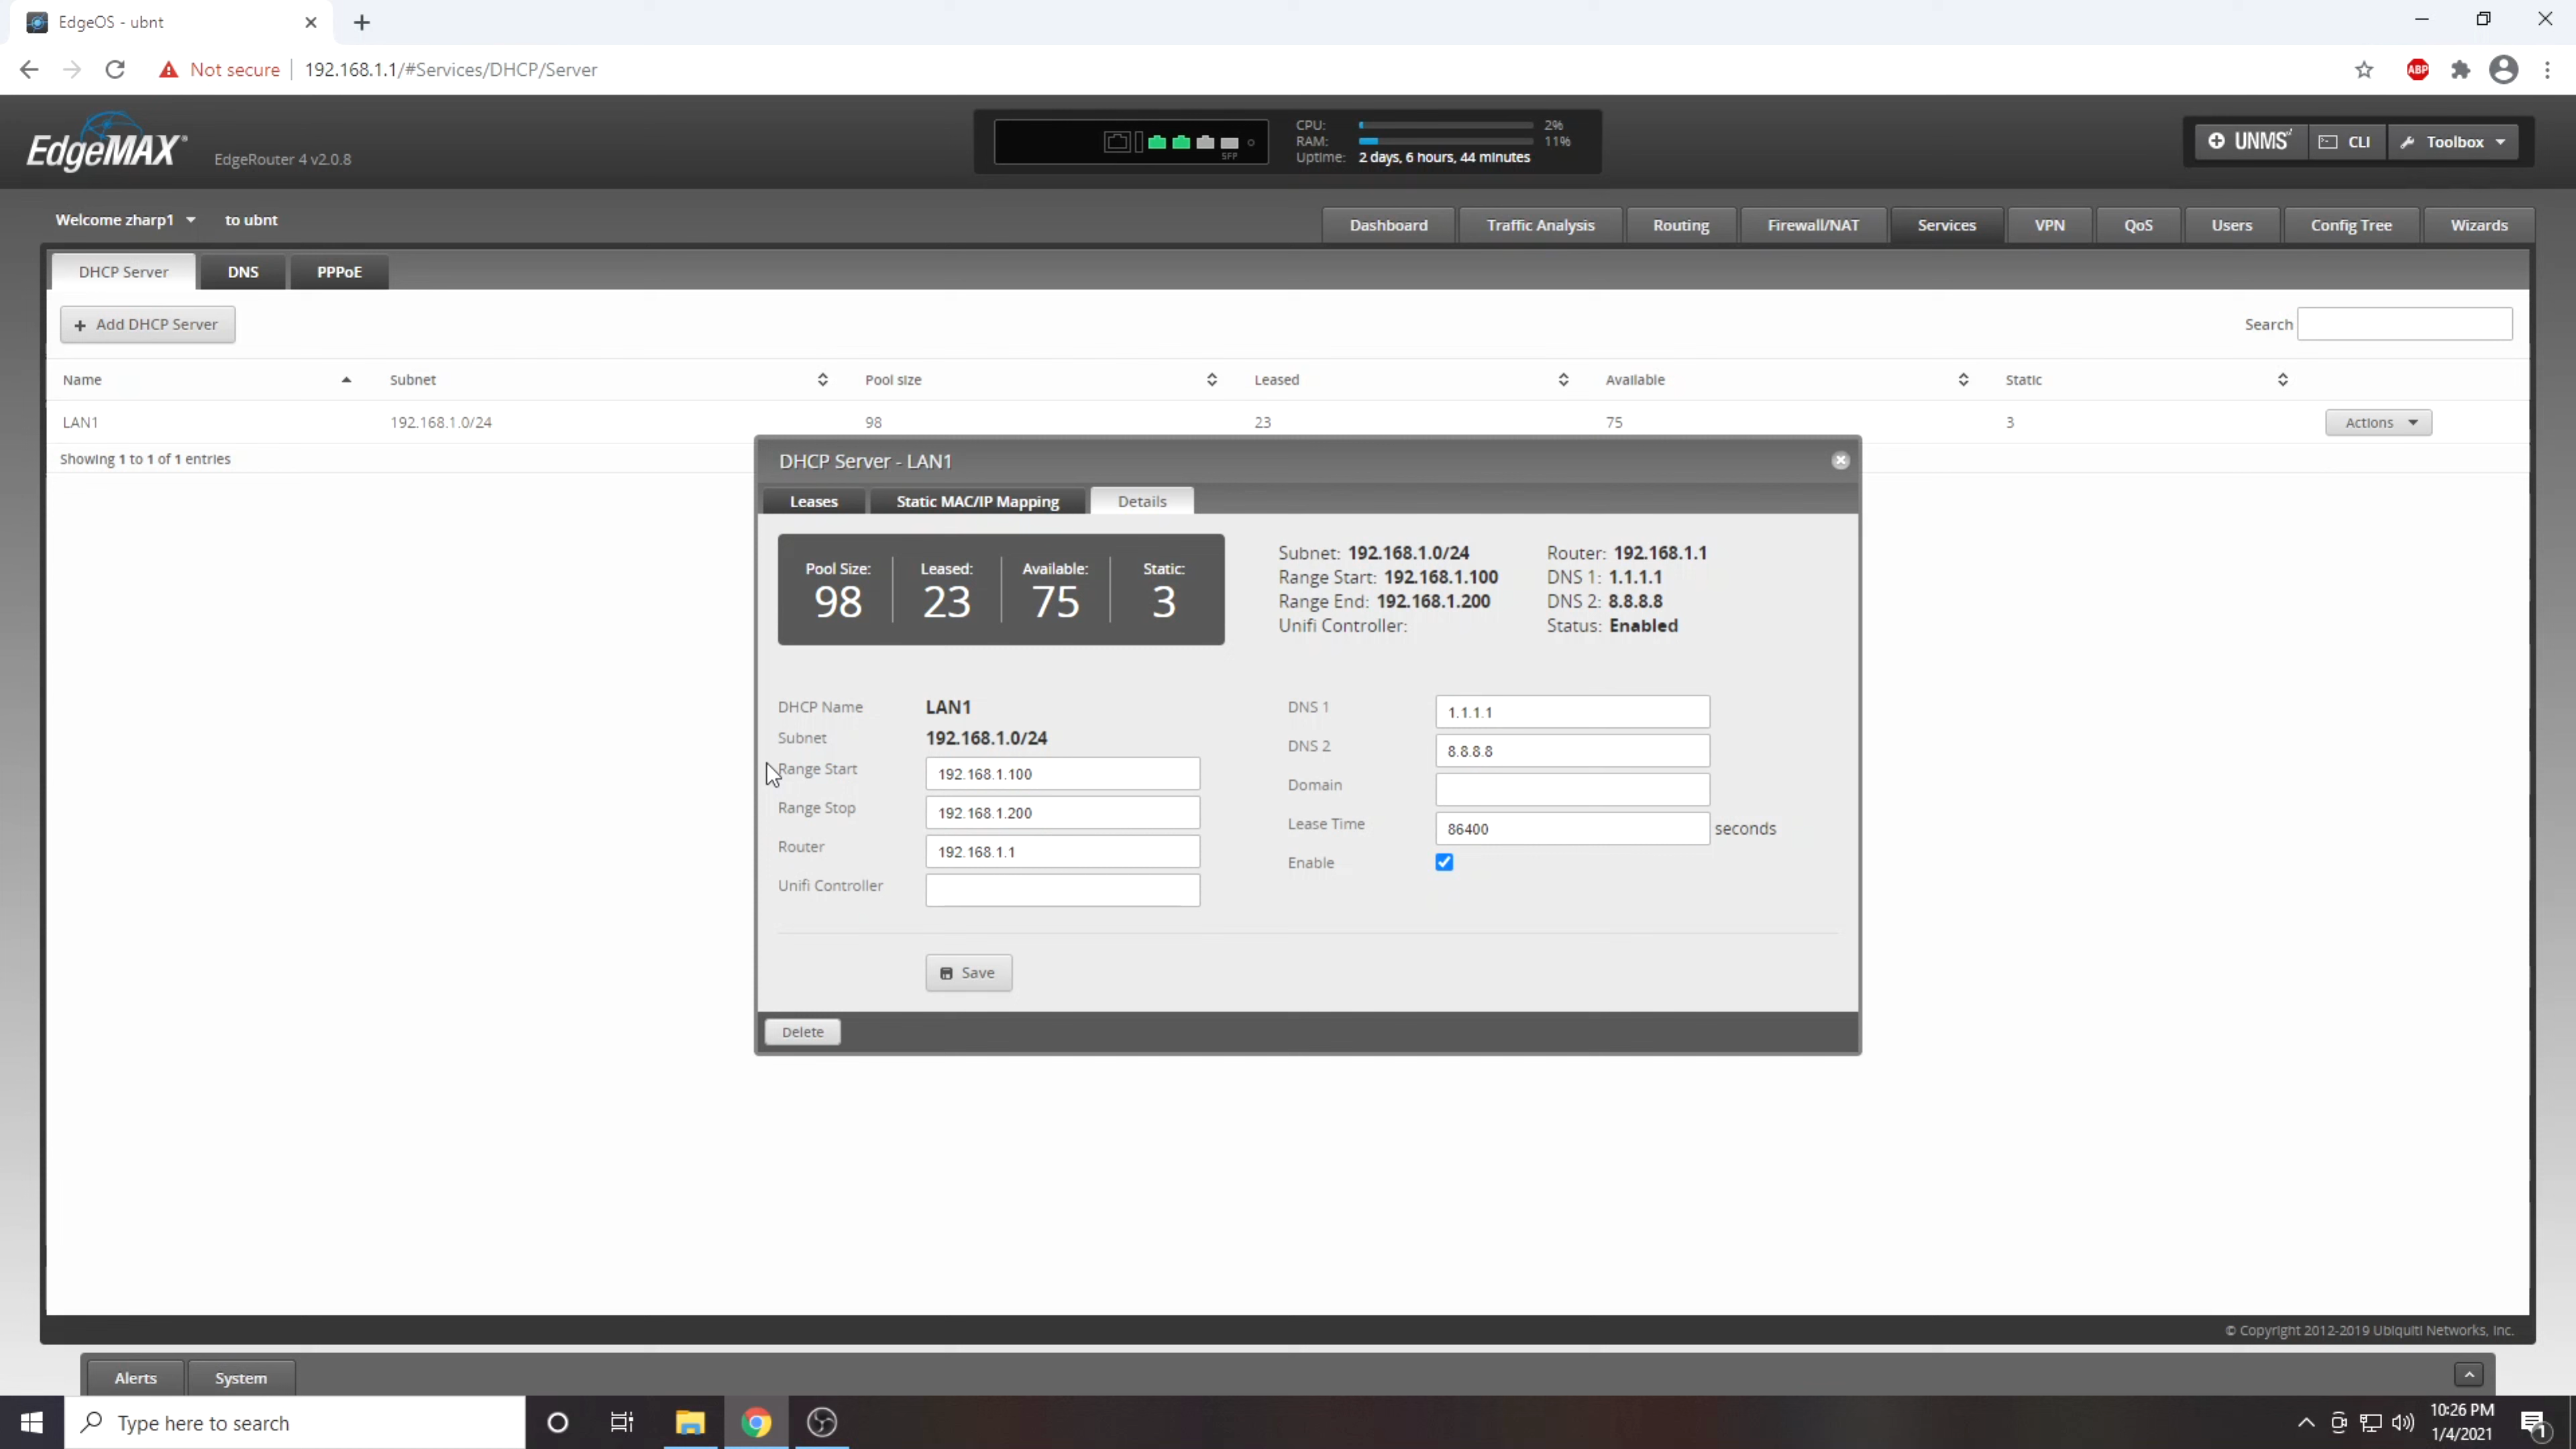 EdgeOS - ubnt
Not secure 192.168.1.1/#Services/DHCP/Server
ABP
EdgeMAX® EdgeRouter 4 v2.0.8
SFP
CPU: 2%
RAM: 11%
Uptime: 2 days, 6 hours, 44 minutes
UNMS CLI Toolbox
Welcome zharp1 to ubnt
Dashboard Traffic Analysis Routing Firewall/NAT Services VPN QoS Users Config Tree Wizards
DHCP Server DNS PPPoE
+ Add DHCP Server Search
Name Subnet Pool size Leased Available Static
LAN1 192.168.1.0/24 98 23 75 3 Actions
Showing 1 to 1 of 1 entries
DHCP Server - LAN1
Leases Static MAC/IP Mapping Details
Pool Size: Leased: Available: Static:
98 23 75 3
Subnet: 192.168.1.0/24 Router: 192.168.1.1
Range Start: 192.168.1.100 DNS 1: 1.1.1.1
Range End: 192.168.1.200 DNS 2: 8.8.8.8
Unifi Controller: Status: Enabled
DHCP Name LAN1 DNS 1 1.1.1.1
Subnet 192.168.1.0/24 DNS 2 8.8.8.8
Range Start 192.168.1.100 Domain
Range Stop 192.168.1.200 Lease Time 86400 seconds
Router 192.168.1.1 Enable
Unifi Controller
Save
Delete
© Copyright 2012-2019 Ubiquiti Networks, Inc.
Alerts System
Type here to search
10:26 PM
1/4/2021
1